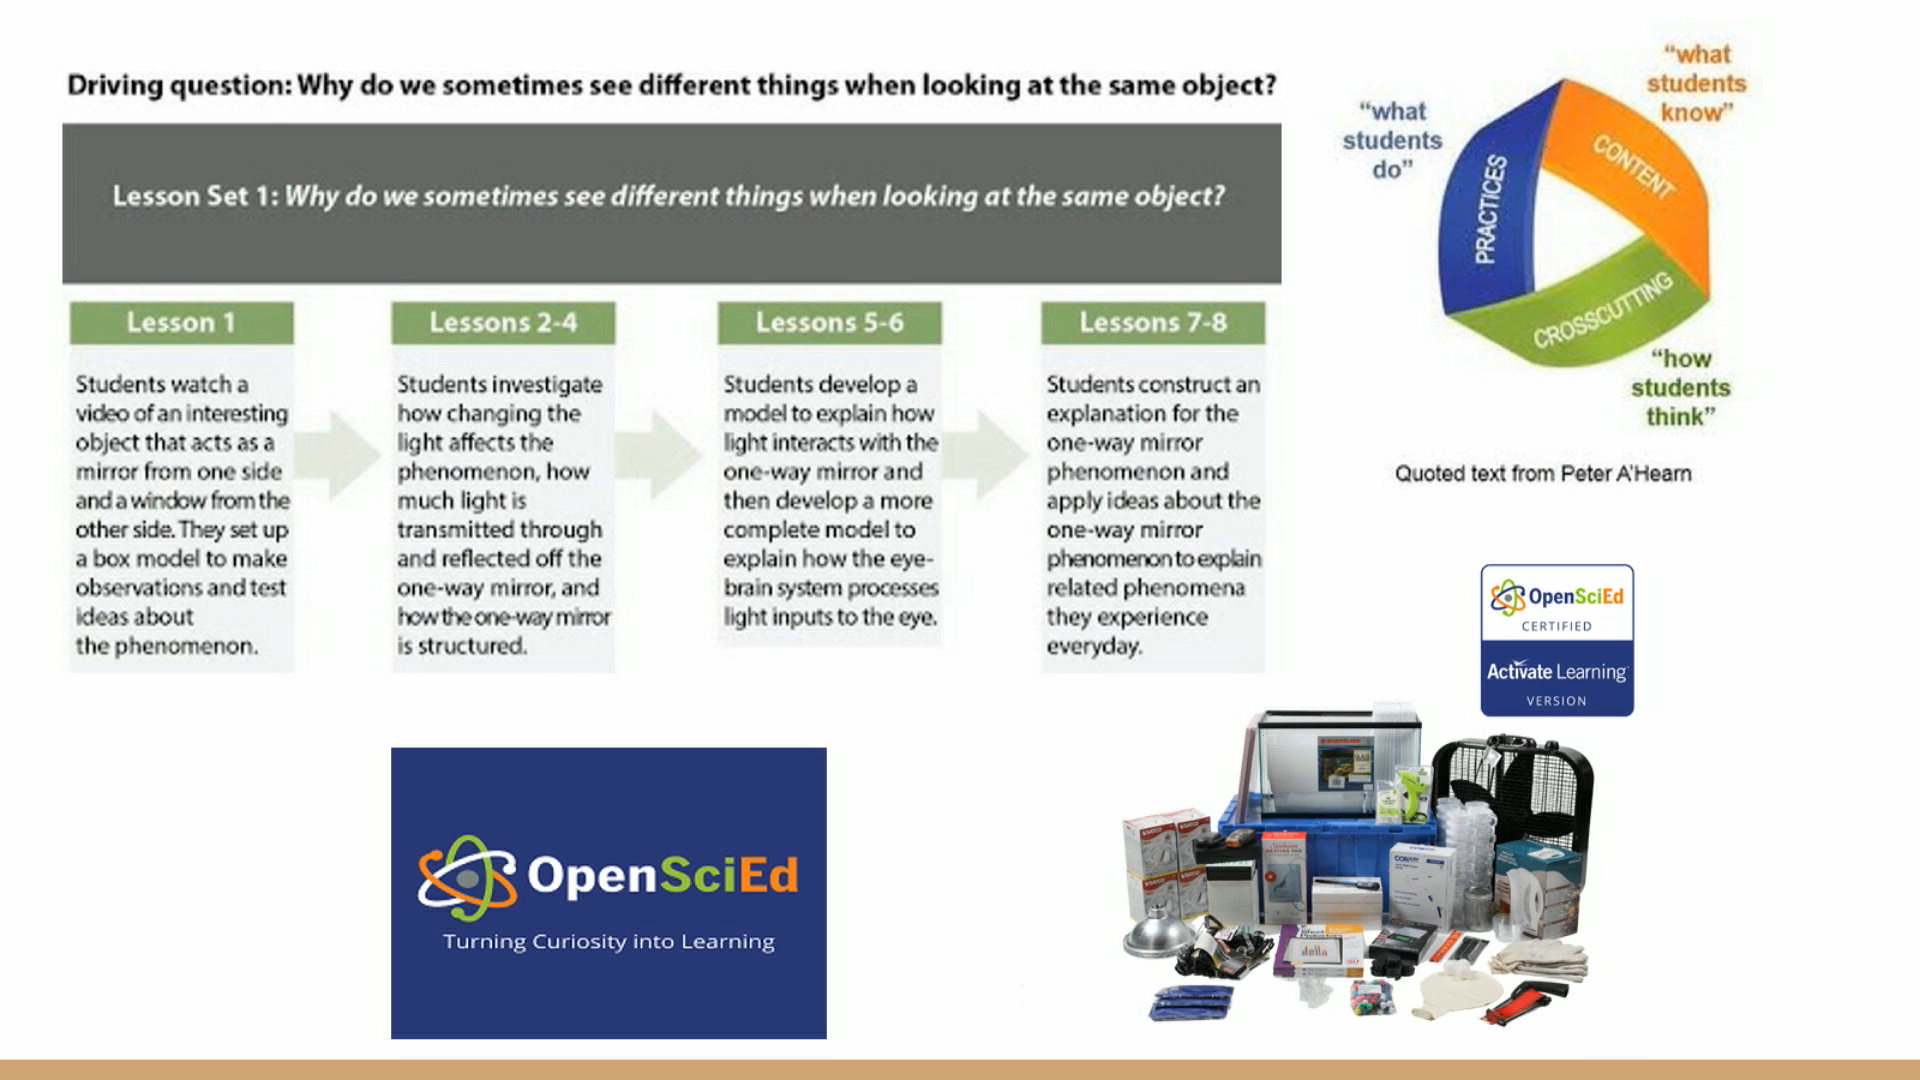 Driving question: Why do we sometimes see different things when looking at the same object?
Lesson Set 1: Why do we sometimes see different things when looking at the same object?
Lesson 1
Students watch a
video of an interesting
object that acts as a
mirror from one side
and a window from the
other side. They set up
a box model to make
observations and test
ideas about
the phenomenon.
Lessons 2-4
Students investigate
how changing the
light affects the
phenomenon, how
much light is
transmitted through
and reflected off the
one-way mirror, and
how the one-way mirror
is structured.
Lessons 5-6
Students develop a
model to explain how
light interacts with the
one-way mirror and
then develop a more
complete model to
explain how the eye-
brain system processes
light inputs to the eye.
Lessons 7-8
Students construct an
explanation for the
one-way mirror
phenomenon and
apply ideas about the
one-way mirror
phenomenon to explain
related phenomena
they experience
everyday.
“what
students
do”
“what
students
know”
PRACTICES
CONTENT
CROSSCUTTING
“how
students
think”
Quoted text from Peter A'Hearn
OpenSciEd
CERTIFIED
Activate Learning
VERSION
OpenSciEd
Turning Curiosity into Learning
CONAIR